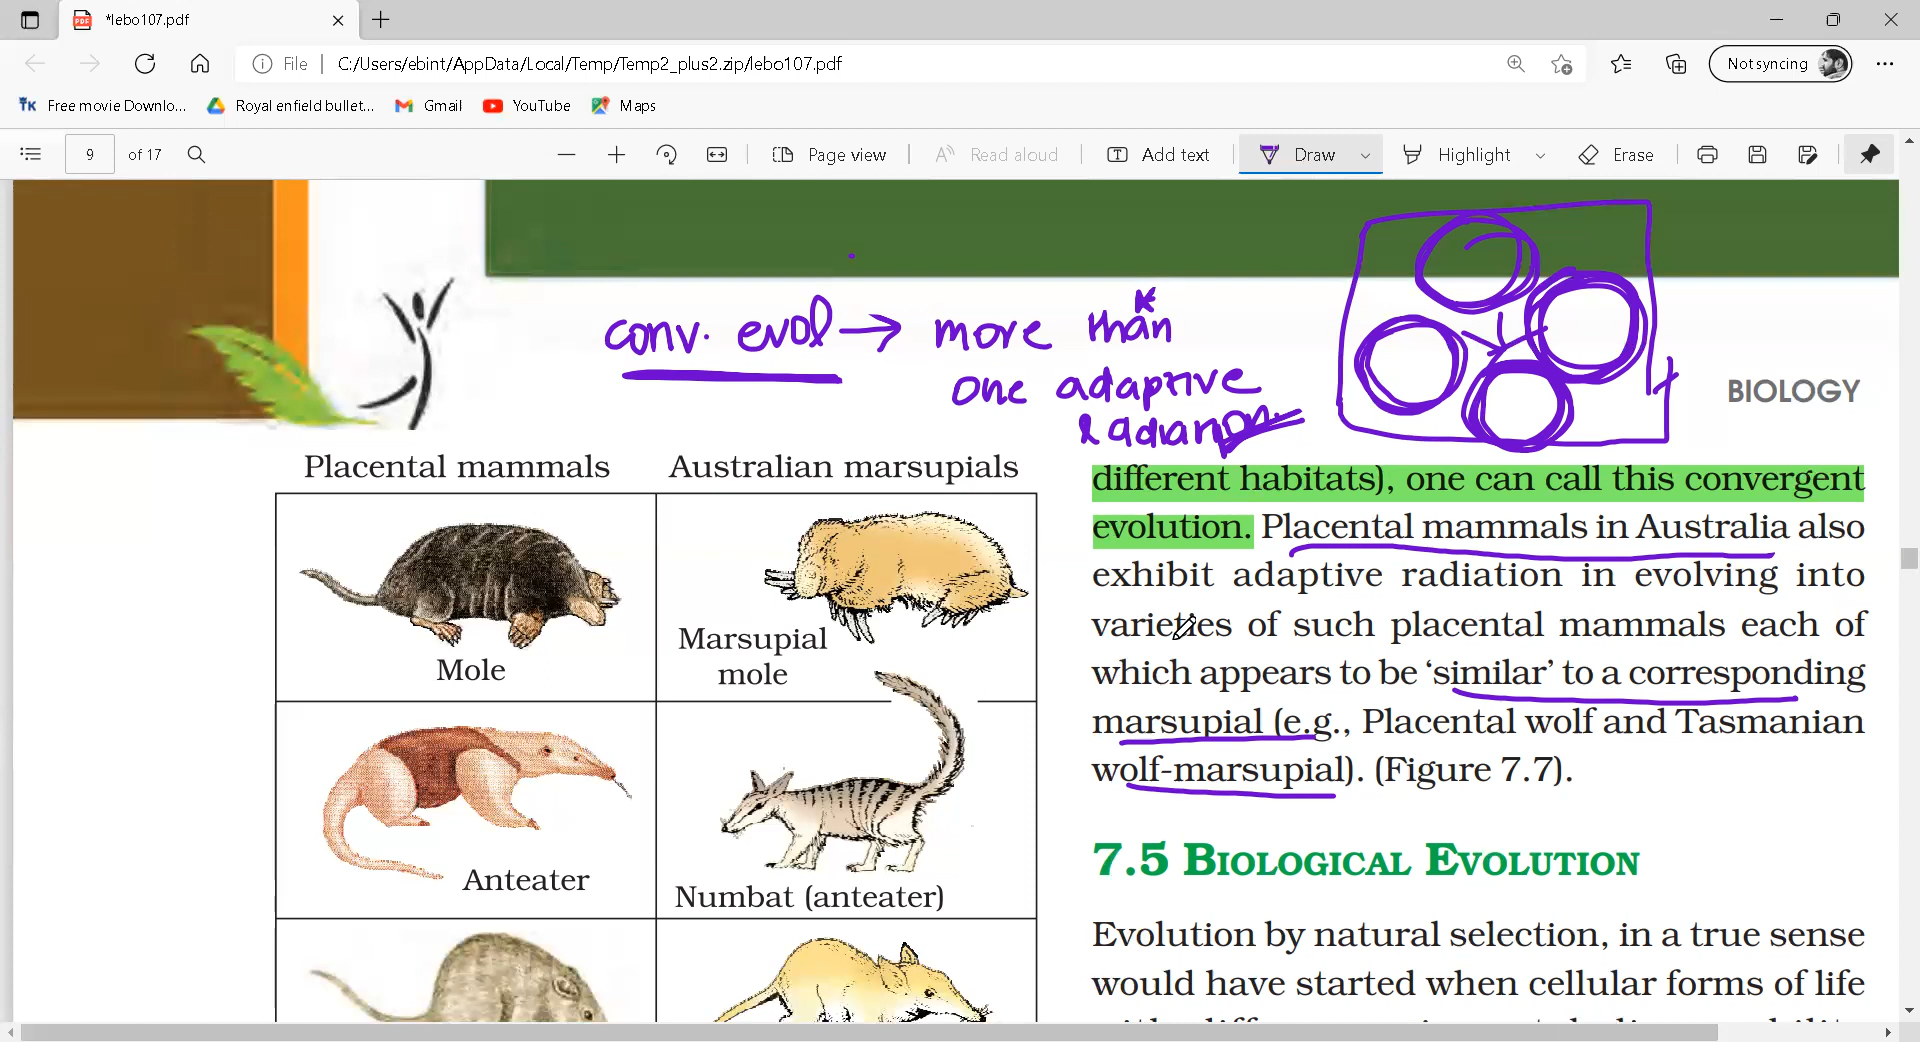 *lebo107.pdf
File | C:/Users/ebint/AppData/Local/Temp/Temp2_plus2.zip/lebo107.pdf
Not syncing
Free movie Downlo...
Royal enfield bullet...
Gmail
YouTube
Maps
9 of 17
Page view
Read aloud
Add text
Draw
Highlight
Erase
conv. evol → more than
one adaptive
radiation
BIOLOGY
Placental mammals
Australian marsupials
Mole
Marsupial
mole
Anteater
Numbat (anteater)
different habitats), one can call this convergent
evolution. Placental mammals in Australia also
exhibit adaptive radiation in evolving into
varieties of such placental mammals each of
which appears to be ‘similar’ to a corresponding
marsupial (e.g., Placental wolf and Tasmanian
wolf-marsupial). (Figure 7.7).
7.5 BIOLOGICAL EVOLUTION
Evolution by natural selection, in a true sense
would have started when cellular forms of life